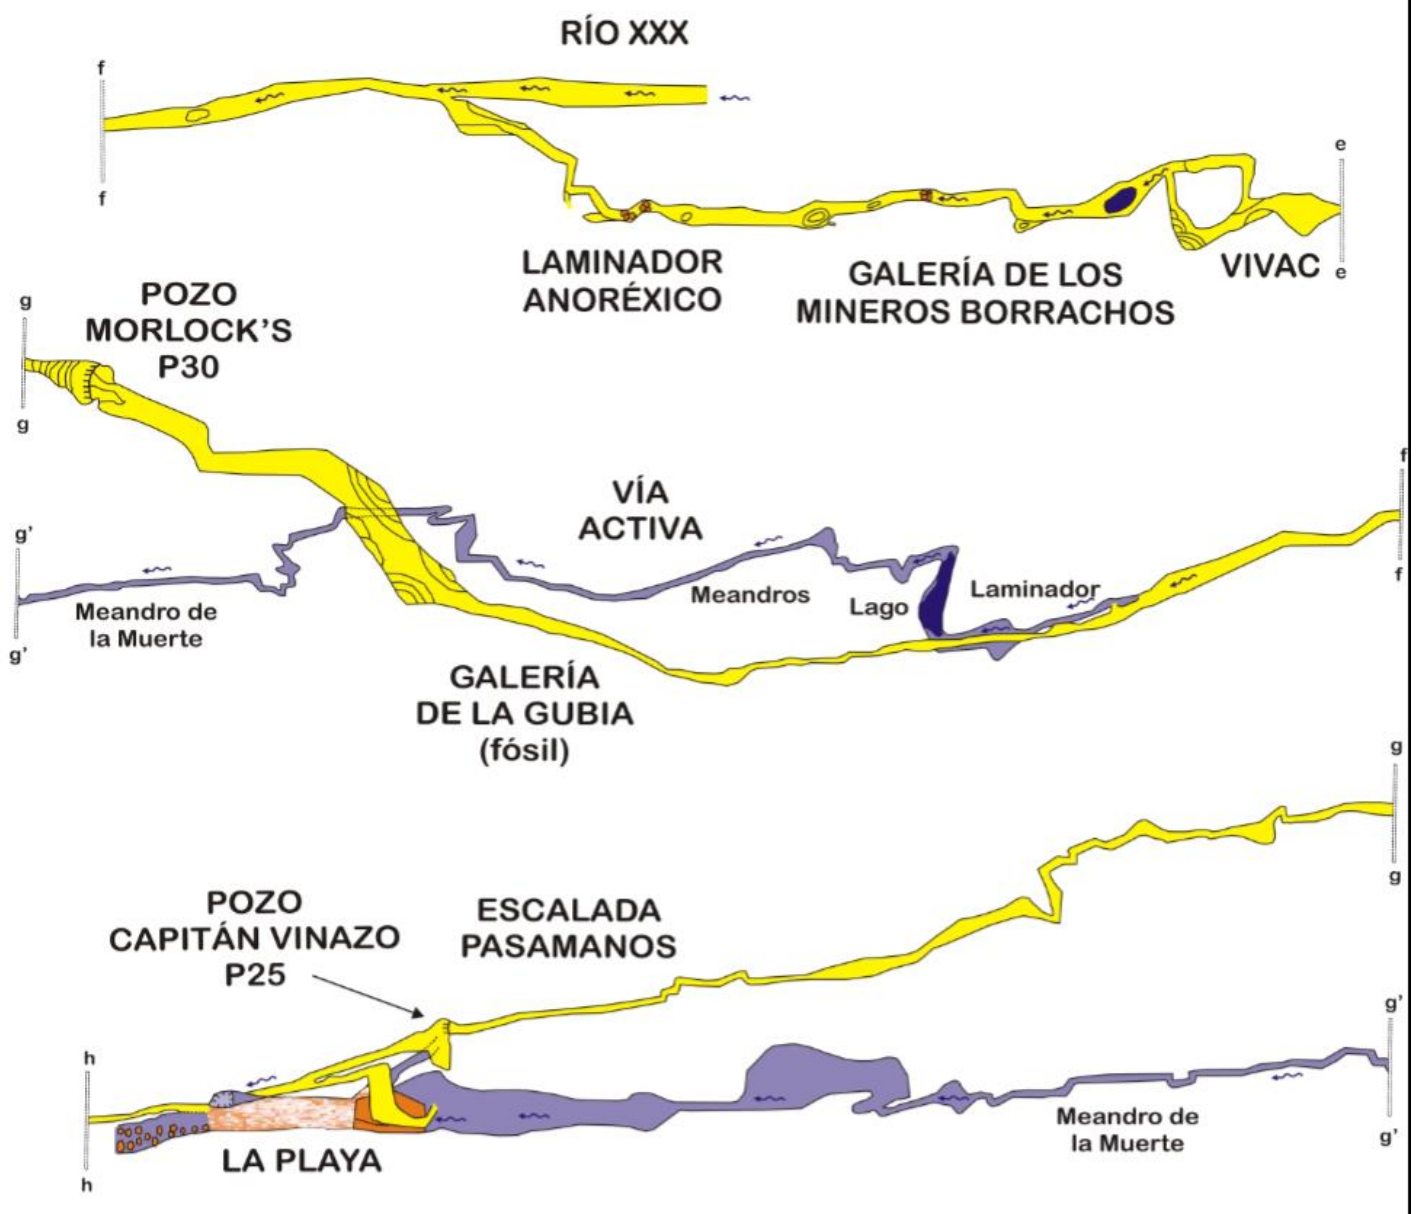 RÍO XXX
f
f
e
e
LAMINADOR
ANORÉXICO
GALERÍA DE LOS
MINEROS BORRACHOS
VIVAC
g
g
POZO
MORLOCK'S
P30
VÍA
ACTIVA
f
f
g'
g'
Meandro de
la Muerte
Meandros
Lago
Laminador
GALERÍA
DE LA GUBIA
(fósil)
g
g
POZO
CAPITÁN VINAZO
P25
ESCALADA
PASAMANOS
g'
g'
h
h
Meandro de
la Muerte
LA PLAYA